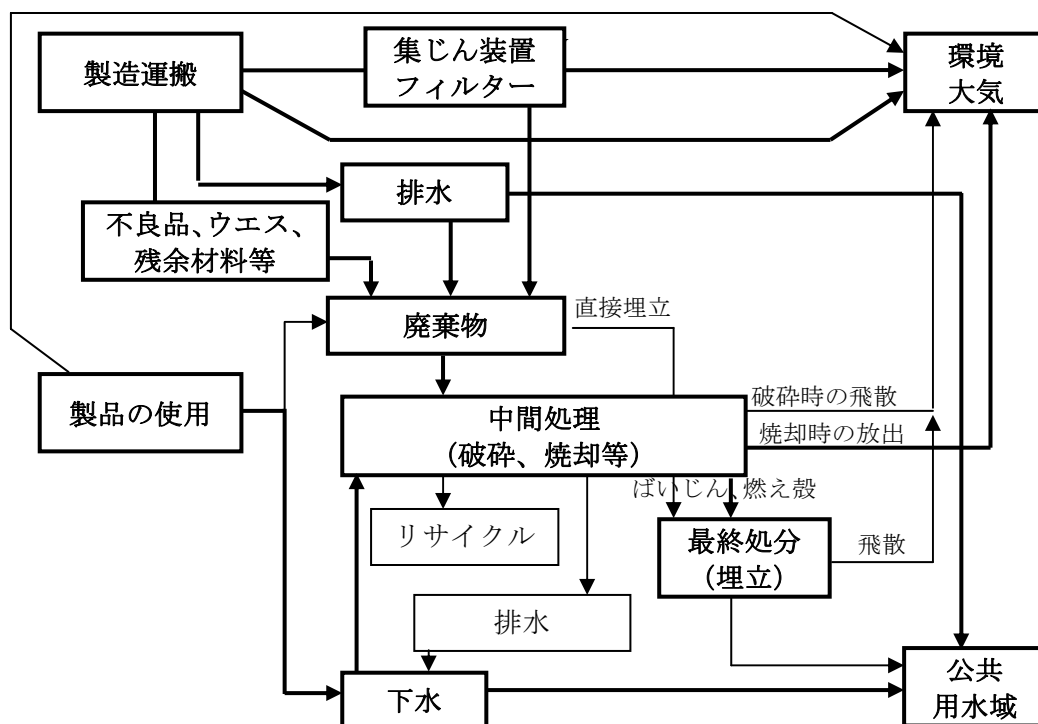 製造運搬
集じん装置
フィルター
環境
大気
排水
不良品、ウエス、
残余材料等
廃棄物
直接埋立
製品の使用
中間処理
（破砕、焼却等）
破砕時の飛散
焼却時の放出
ばいじん、燃え殻
リサイクル
最終処分
（埋立）
飛散
排水
下水
公共
用水域